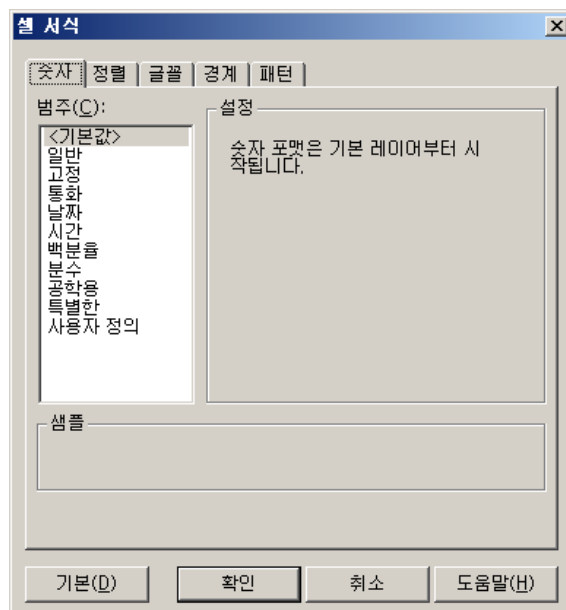 셀 서식
숫자 정렬 글꼴 경계 패턴
범주(C):
<기본값>
일반
고정
통화
날짜
시간
백분율
분수
공학용
특별한
사용자 정의
설정
숫자 포맷은 기본 레이어부터 시
작됩니다.
샘플
기본(D) 확인 취소 도움말(H)